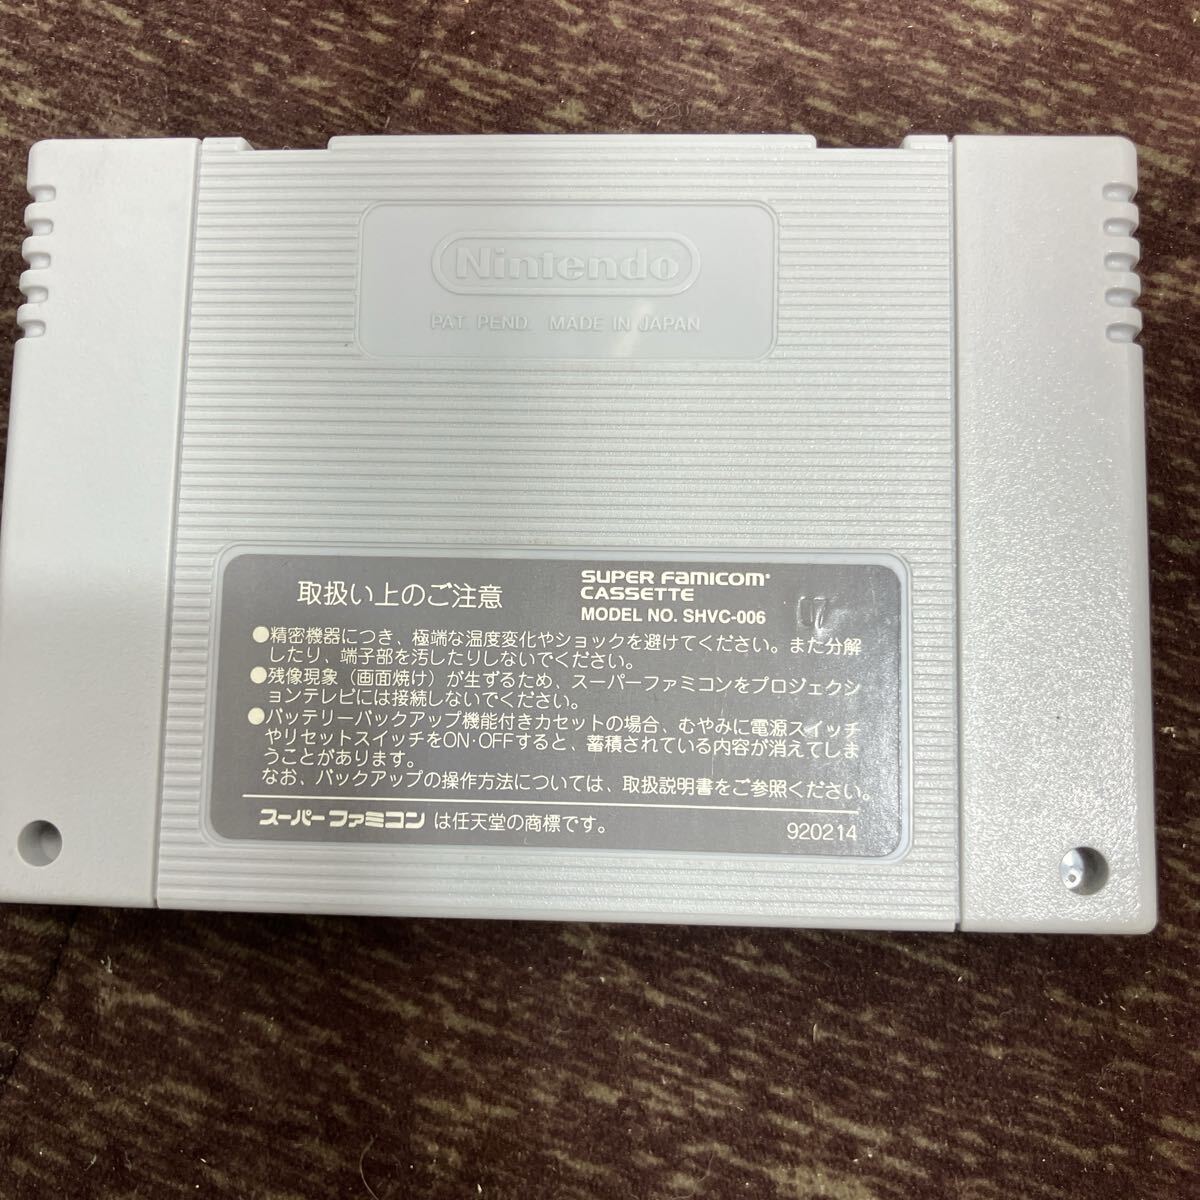 Nintendo
PAT. PEND. MADE IN JAPAN
取扱い上のご注意
SUPER FAMICOM
CASSETTE
MODEL NO. SHVC-006
07
●精密機器につき、極端な温度変化やショックを避けてください。また分解
したり、端子部を汚したりしないでください。
●残像現象（画面焼け）が生ずるため、スーパーファミコンをプロジェクシ
ョンテレビには接続しないでください。
●バッテリーバックアップ機能付きカセットの場合、むやみに電源スイッチ
やリセットスイッチをON・OFFすると、蓄積されている内容が消えてしま
うことがあります。
なお、バックアップの操作方法については、取扱説明書をご参照ください。
スーパーファミコン は任天堂の商標です。
920214